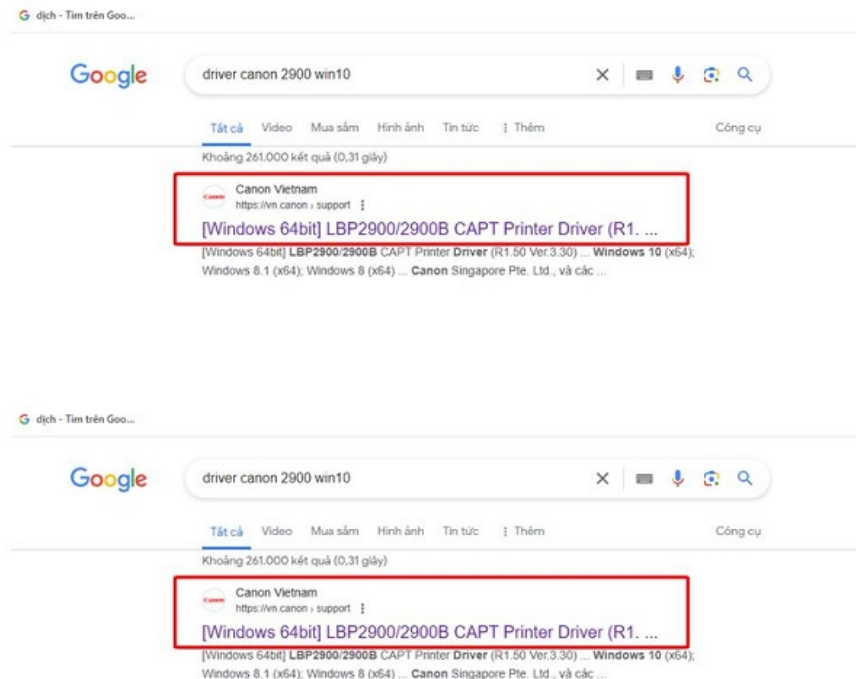 dịch - Tìm trên Goo...
Google
driver canon 2900 win10
Tất cả Video Mua sắm Hình ảnh Tin tức Thêm Công cụ
Khoảng 261.000 kết quả (0,31 giây)
Canon
Canon Vietnam
https://vn.canon › support
[Windows 64bit] LBP2900/2900B CAPT Printer Driver (R1. ...
[Windows 64bit] LBP2900/2900B CAPT Printer Driver (R1.50 Ver.3.30) ... Windows 10 (x64);
Windows 8.1 (x64); Windows 8 (x64) ... Canon Singapore Pte. Ltd., và các ...
dịch - Tìm trên Goo...
Google
driver canon 2900 win10
Tất cả Video Mua sắm Hình ảnh Tin tức Thêm Công cụ
Khoảng 261.000 kết quả (0,31 giây)
Canon
Canon Vietnam
https://vn.canon › support
[Windows 64bit] LBP2900/2900B CAPT Printer Driver (R1. ...
[Windows 64bit] LBP2900/2900B CAPT Printer Driver (R1.50 Ver.3.30) ... Windows 10 (x64);
Windows 8.1 (x64); Windows 8 (x64) ... Canon Singapore Pte. Ltd., và các ...